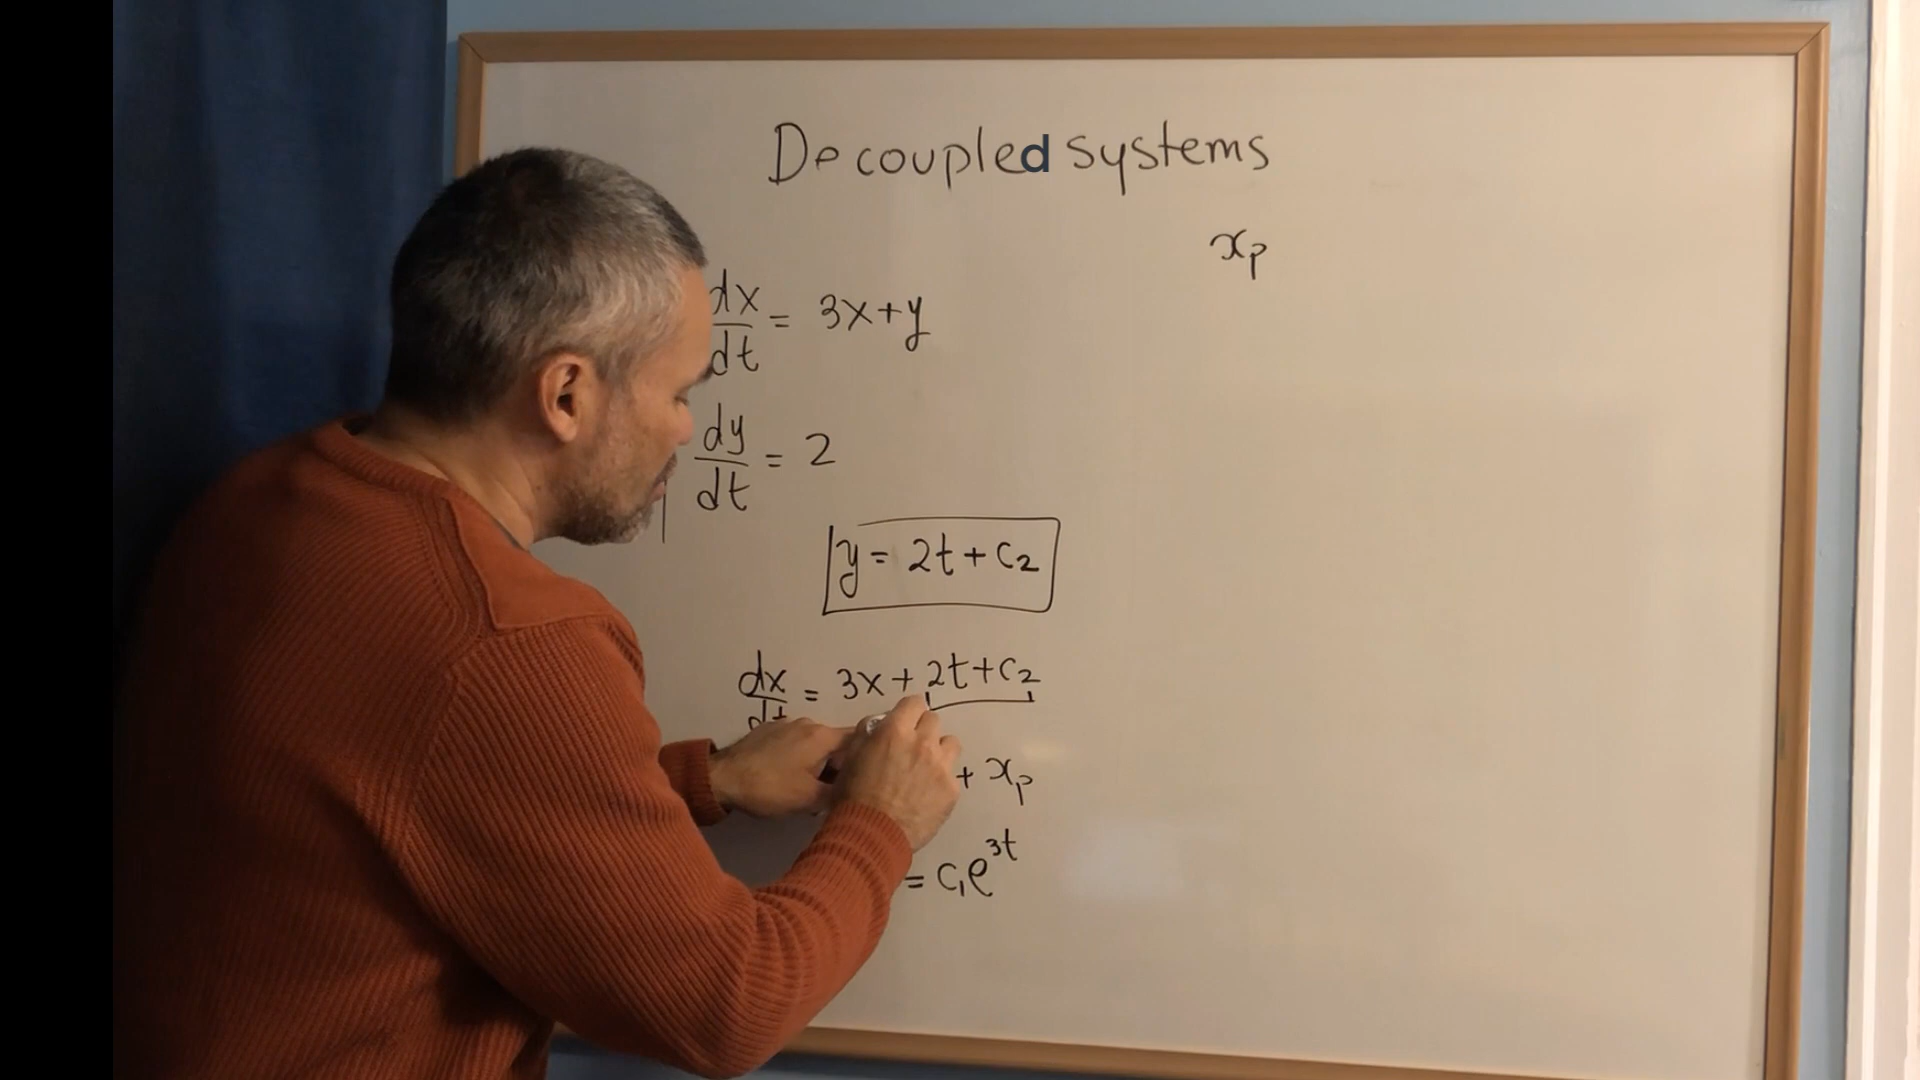 Decoupled systems
xₚ
dx/dt = 3x+y
dy/dt = 2
y = 2t+c₂
dx/dt = 3x+2t+c₂
+ xₚ
= c₁e³ᵗ